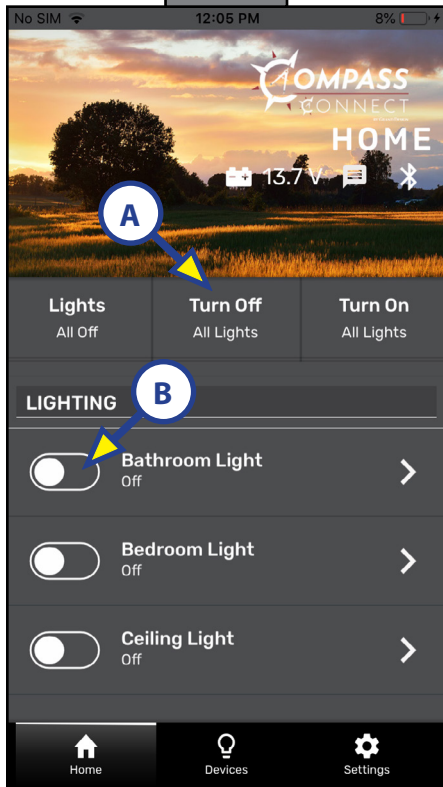 No SIM 12:05 PM 8%
COMPASS
CONNECT
HOME
13.7 V
A
Lights Turn Off Turn On
All Off All Lights All Lights
B
LIGHTING
Bathroom Light
Off
Bedroom Light
Off
Ceiling Light
Off
Home Devices Settings